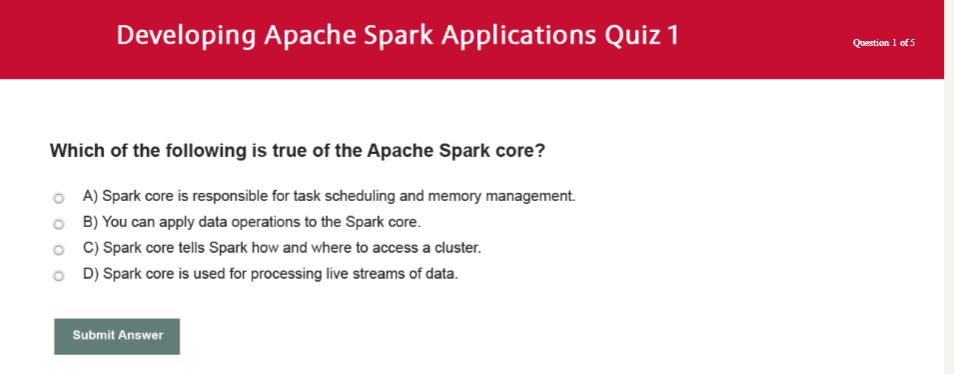 Developing Apache Spark Applications Quiz 1
Question 1 of 5
Which of the following is true of the Apache Spark core?
A) Spark core is responsible for task scheduling and memory management.
B) You can apply data operations to the Spark core.
C) Spark core tells Spark how and where to access a cluster.
D) Spark core is used for processing live streams of data.
Submit Answer